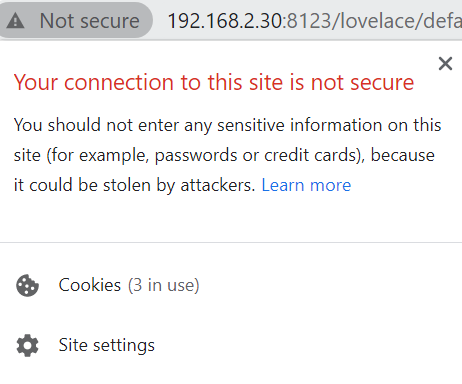 Not secure 192.168.2.30:8123/lovelace/defa
Your connection to this site is not secure
You should not enter any sensitive information on this
site (for example, passwords or credit cards), because
it could be stolen by attackers. Learn more
Cookies (3 in use)
Site settings